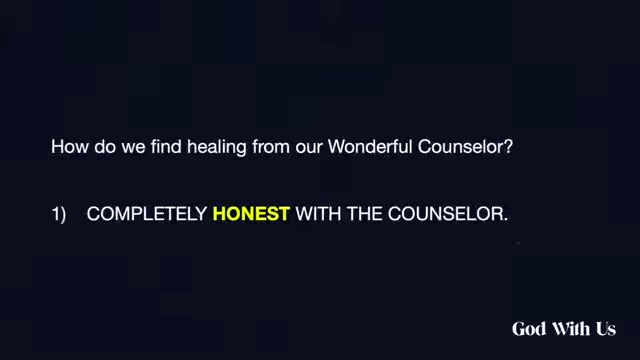 How do we find healing from our Wonderful Counselor?
1) COMPLETELY HONEST WITH THE COUNSELOR.
God With Us